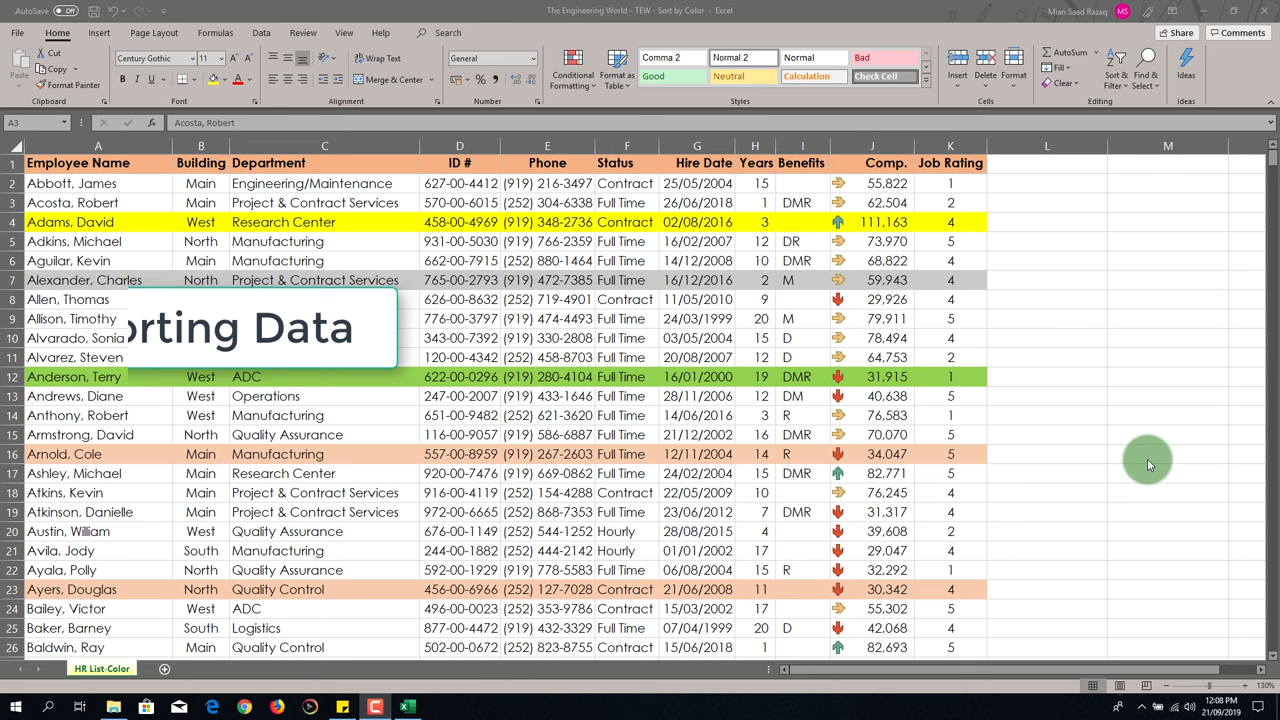 AutoSave Off
The Engineering World - TEW - Sort by Color - Excel
Mian Saad Razaq MS
File Home Insert Page Layout Formulas Data Review View Help Search Share Comments
Cut
Copy
Format Painter
Paste
Clipboard
Century Gothic 11
B I U
Font
Wrap Text
Merge & Center
Alignment
General
Number
Conditional Formatting
Format as Table
Comma 2 Normal 2 Normal Bad
Good Neutral Calculation Check Cell
Styles
Insert Delete Format
Cells
AutoSum
Fill
Clear
Sort & Filter
Find & Select
Editing
Ideas
Ideas
A3 fx Acosta, Robert
A B C D E F G H I J K L M
1 Employee Name Building Department ID # Phone Status Hire Date Years Benefits Comp. Job Rating
2 Abbott, James Main Engineering/Maintenance 627-00-4412 (919) 216-3497 Contract 25/05/2004 15 55,822 1
3 Acosta, Robert Main Project & Contract Services 570-00-6015 (252) 304-6338 Full Time 26/06/2018 1 DMR 62,504 2
4 Adams, David West Research Center 458-00-4969 (919) 348-2736 Contract 02/08/2016 3 111,163 4
5 Adkins, Michael North Manufacturing 931-00-5030 (919) 766-2359 Full Time 16/02/2007 12 DR 73,970 5
6 Aguilar, Kevin Main Manufacturing 662-00-7915 (252) 880-1464 Full Time 14/08/2008 10 DMR 68,822 4
7 Alexander, Charles North Project & Contract Services 765-00-2793 (919) 472-7385 Full Time 16/12/2016 2 M 59,943 4
8 Allen, Thomas 626-00-8632 (252) 719-4901 Contract 11/05/2010 9 29,926 4
9 Allison, Timothy 776-00-3797 (919) 474-4493 Full Time 24/03/1999 20 M 79,911 5
orting Data
10 Alvarado, Sonia 343-00-7392 (919) 330-2808 Full Time 03/05/2004 15 D 78,494 4
11 Alvarez, Steven 120-00-4342 (252) 458-8703 Full Time 20/08/2007 12 D 64,753 2
12 Anderson, Terry West ADC 622-00-0296 (919) 280-4104 Full Time 16/01/2000 19 DMR 31,915 1
13 Andrews, Diane West Operations 247-00-2007 (919) 433-1646 Full Time 28/11/2006 12 DM 40,638 5
14 Anthony, Robert West Manufacturing 651-00-9482 (252) 621-3620 Full Time 14/06/2016 3 R 76,583 1
15 Armstrong, David North Quality Assurance 116-00-9057 (919) 586-6887 Full Time 21/12/2002 16 DMR 70,070 5
16 Arnold, Cole Main Manufacturing 557-00-8959 (919) 267-2603 Full Time 12/11/2004 14 R 34,047 5
17 Ashley, Michael Main Research Center 920-00-7476 (919) 669-0862 Full Time 24/02/2004 15 DMR 82,771 5
18 Atkins, Kevin Main Project & Contract Services 916-00-4119 (252) 154-4288 Contract 22/05/2009 10 76,245 4
19 Atkinson, Danielle Main Project & Contract Services 972-00-6665 (252) 868-7353 Full Time 23/06/2012 7 DMR 31,317 4
20 Austin, William West Quality Assurance 676-00-1149 (252) 544-1252 Hourly 28/08/2015 4 39,608 2
21 Avila, Jody South Manufacturing 244-00-1882 (252) 444-2142 Hourly 01/01/2002 17 29,047 4
22 Ayala, Polly North Manufacturing 592-00-1929 (919) 778-5583 Full Time 06/08/2004 15 R 32,292 1
23 Ayers, Douglas North Quality Control 456-00-6966 (252) 127-7028 Contract 21/06/2008 11 30,342 4
24 Bailey, Victor West ADC 496-00-0023 (252) 353-9786 Contract 15/03/2002 17 55,302 5
25 Baker, Barney South Logistics 877-00-4472 (919) 432-3329 Full Time 07/04/1999 20 D 42,068 4
26 Baldwin, Ray Main Quality Control 502-00-0672 (252) 823-8755 Contract 15/06/2018 1 82,693 5
HR List-Color
130%
12:08 PM
21/09/2019